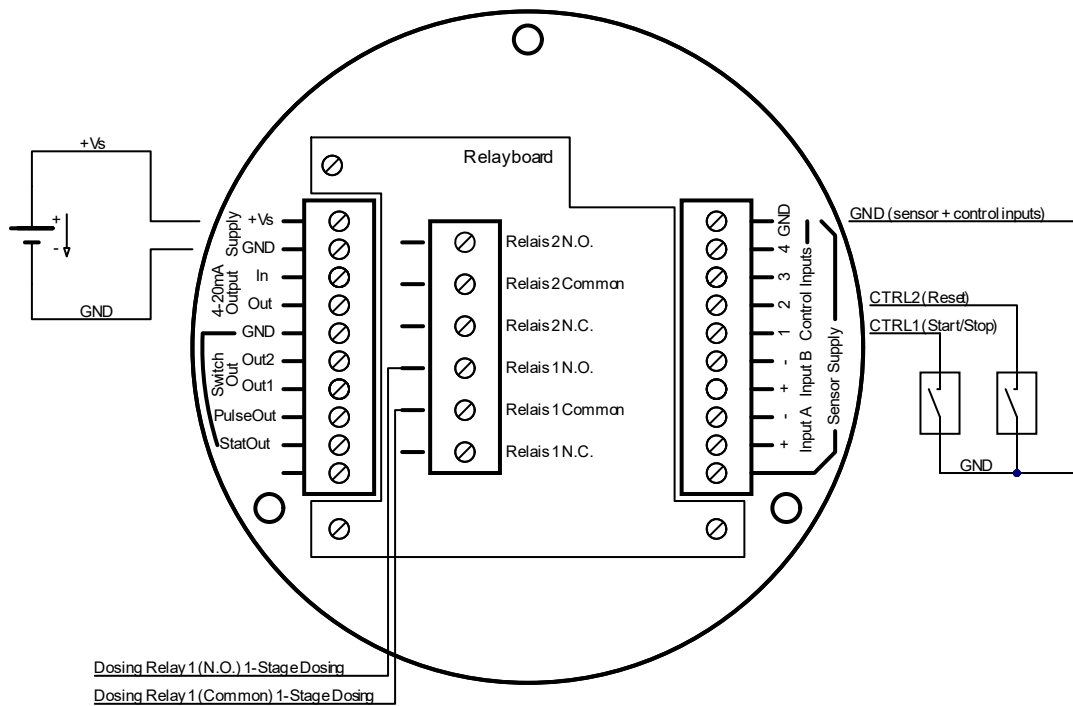 +Vs
+
-
GND
Relayboard
Supply
4-20mA
Output
Switch
Out
+Vs
GND
In
Out
GND
Out2
Out1
PulseOut
StatOut
Relais 2 N.O.
Relais 2 Common
Relais 2 N.C.
Relais 1 N.O.
Relais 1 Common
Relais 1 N.C.
GND
4
3
2
1
-
+
-
+
Control Inputs
Input B
Input A
Sensor Supply
GND (sensor + control inputs)
CTRL2 (Reset)
CTRL1 (Start/Stop)
GND
Dosing Relay 1 (N.O.) 1-Stage Dosing
Dosing Relay 1 (Common) 1-Stage Dosing